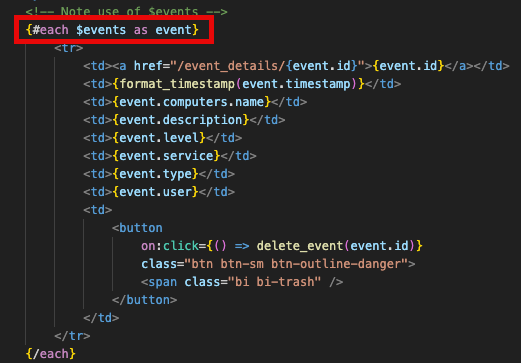 <!-- Note use of $events -->
{#each $events as event}
<tr>
<td><a href="/event_details/{event.id}">{event.id}</a></td>
<td>{format_timestamp(event.timestamp)}</td>
<td>{event.computers.name}</td>
<td>{event.description}</td>
<td>{event.level}</td>
<td>{event.service}</td>
<td>{event.type}</td>
<td>{event.user}</td>
<td>
<button
on:click={() => delete_event(event.id)}
class="btn btn-sm btn-outline-danger">
<span class="bi bi-trash" />
</button>
</td>
</tr>
{/each}